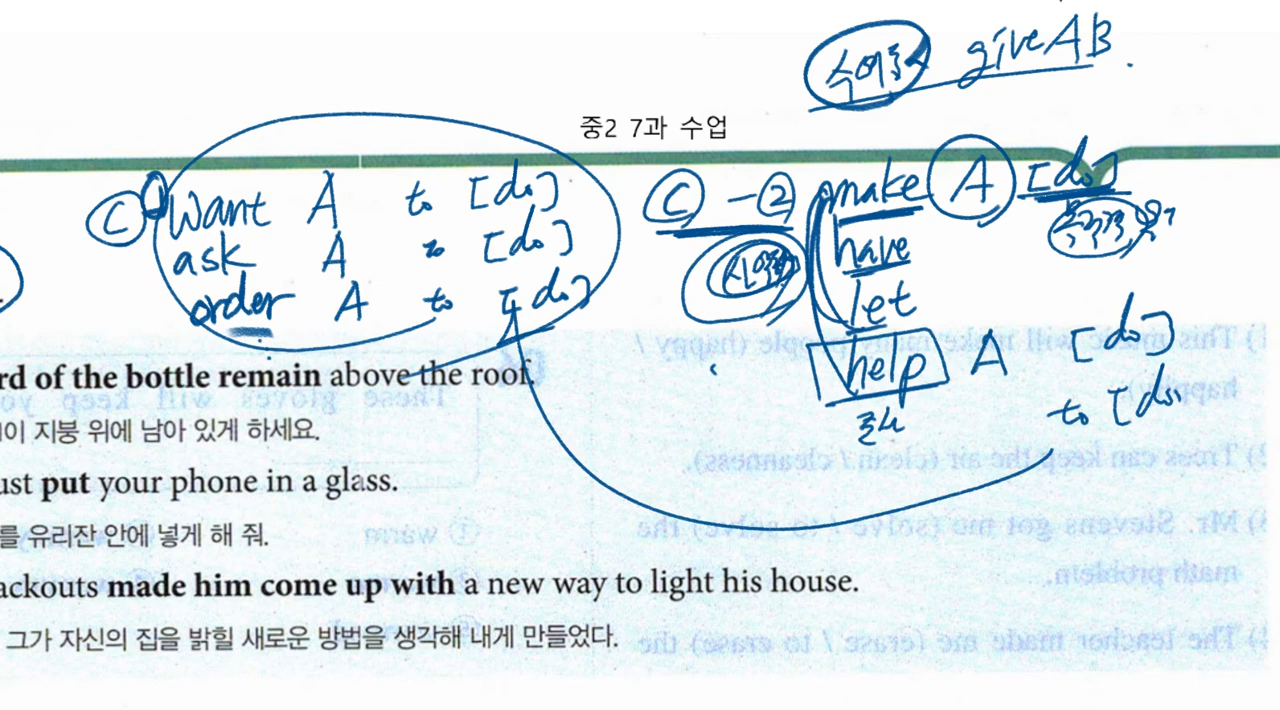 수여동 give A B.
중2 7과 수업
C ① want A to [do]
ask A to [do]
order A to [do]
C - ② make A [do]
have
let
help A [do]
to [do]
rd of the bottle remain above the roof.
이 지붕 위에 남아 있게 하세요.
ust put your phone in a glass.
를 유리잔 안에 넣게 해 줘.
ackouts made him come up with a new way to light his house.
그가 자신의 집을 밝힐 새로운 방법을 생각해 내게 만들었다.